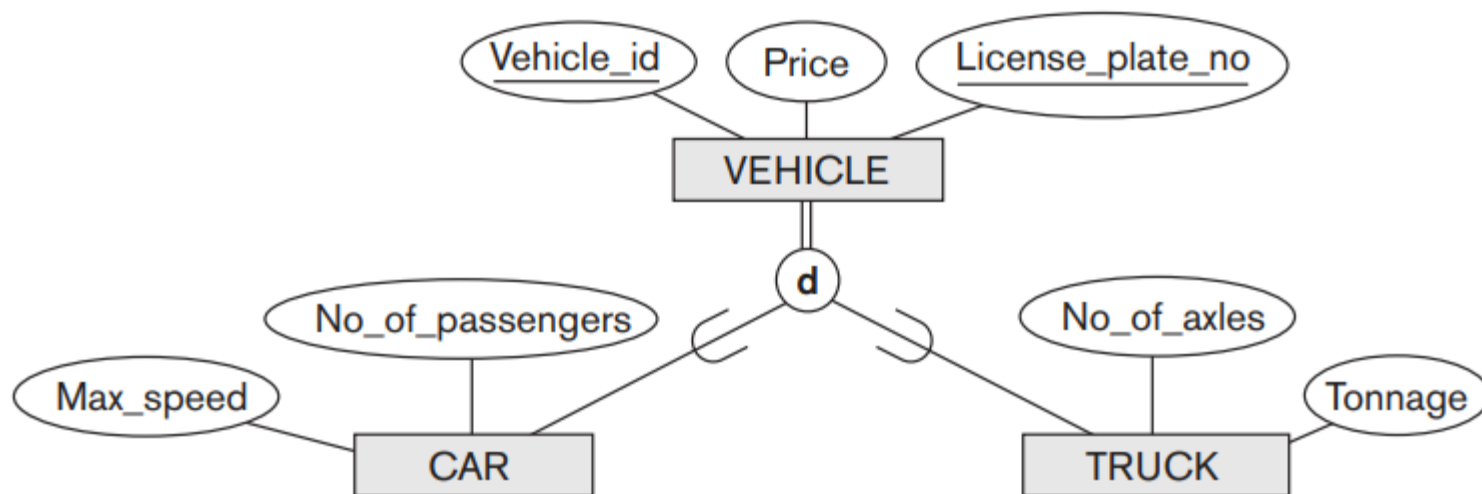 Vehicle_id
Price
License_plate_no
VEHICLE
d
No_of_passengers
No_of_axles
Max_speed
Tonnage
CAR
TRUCK